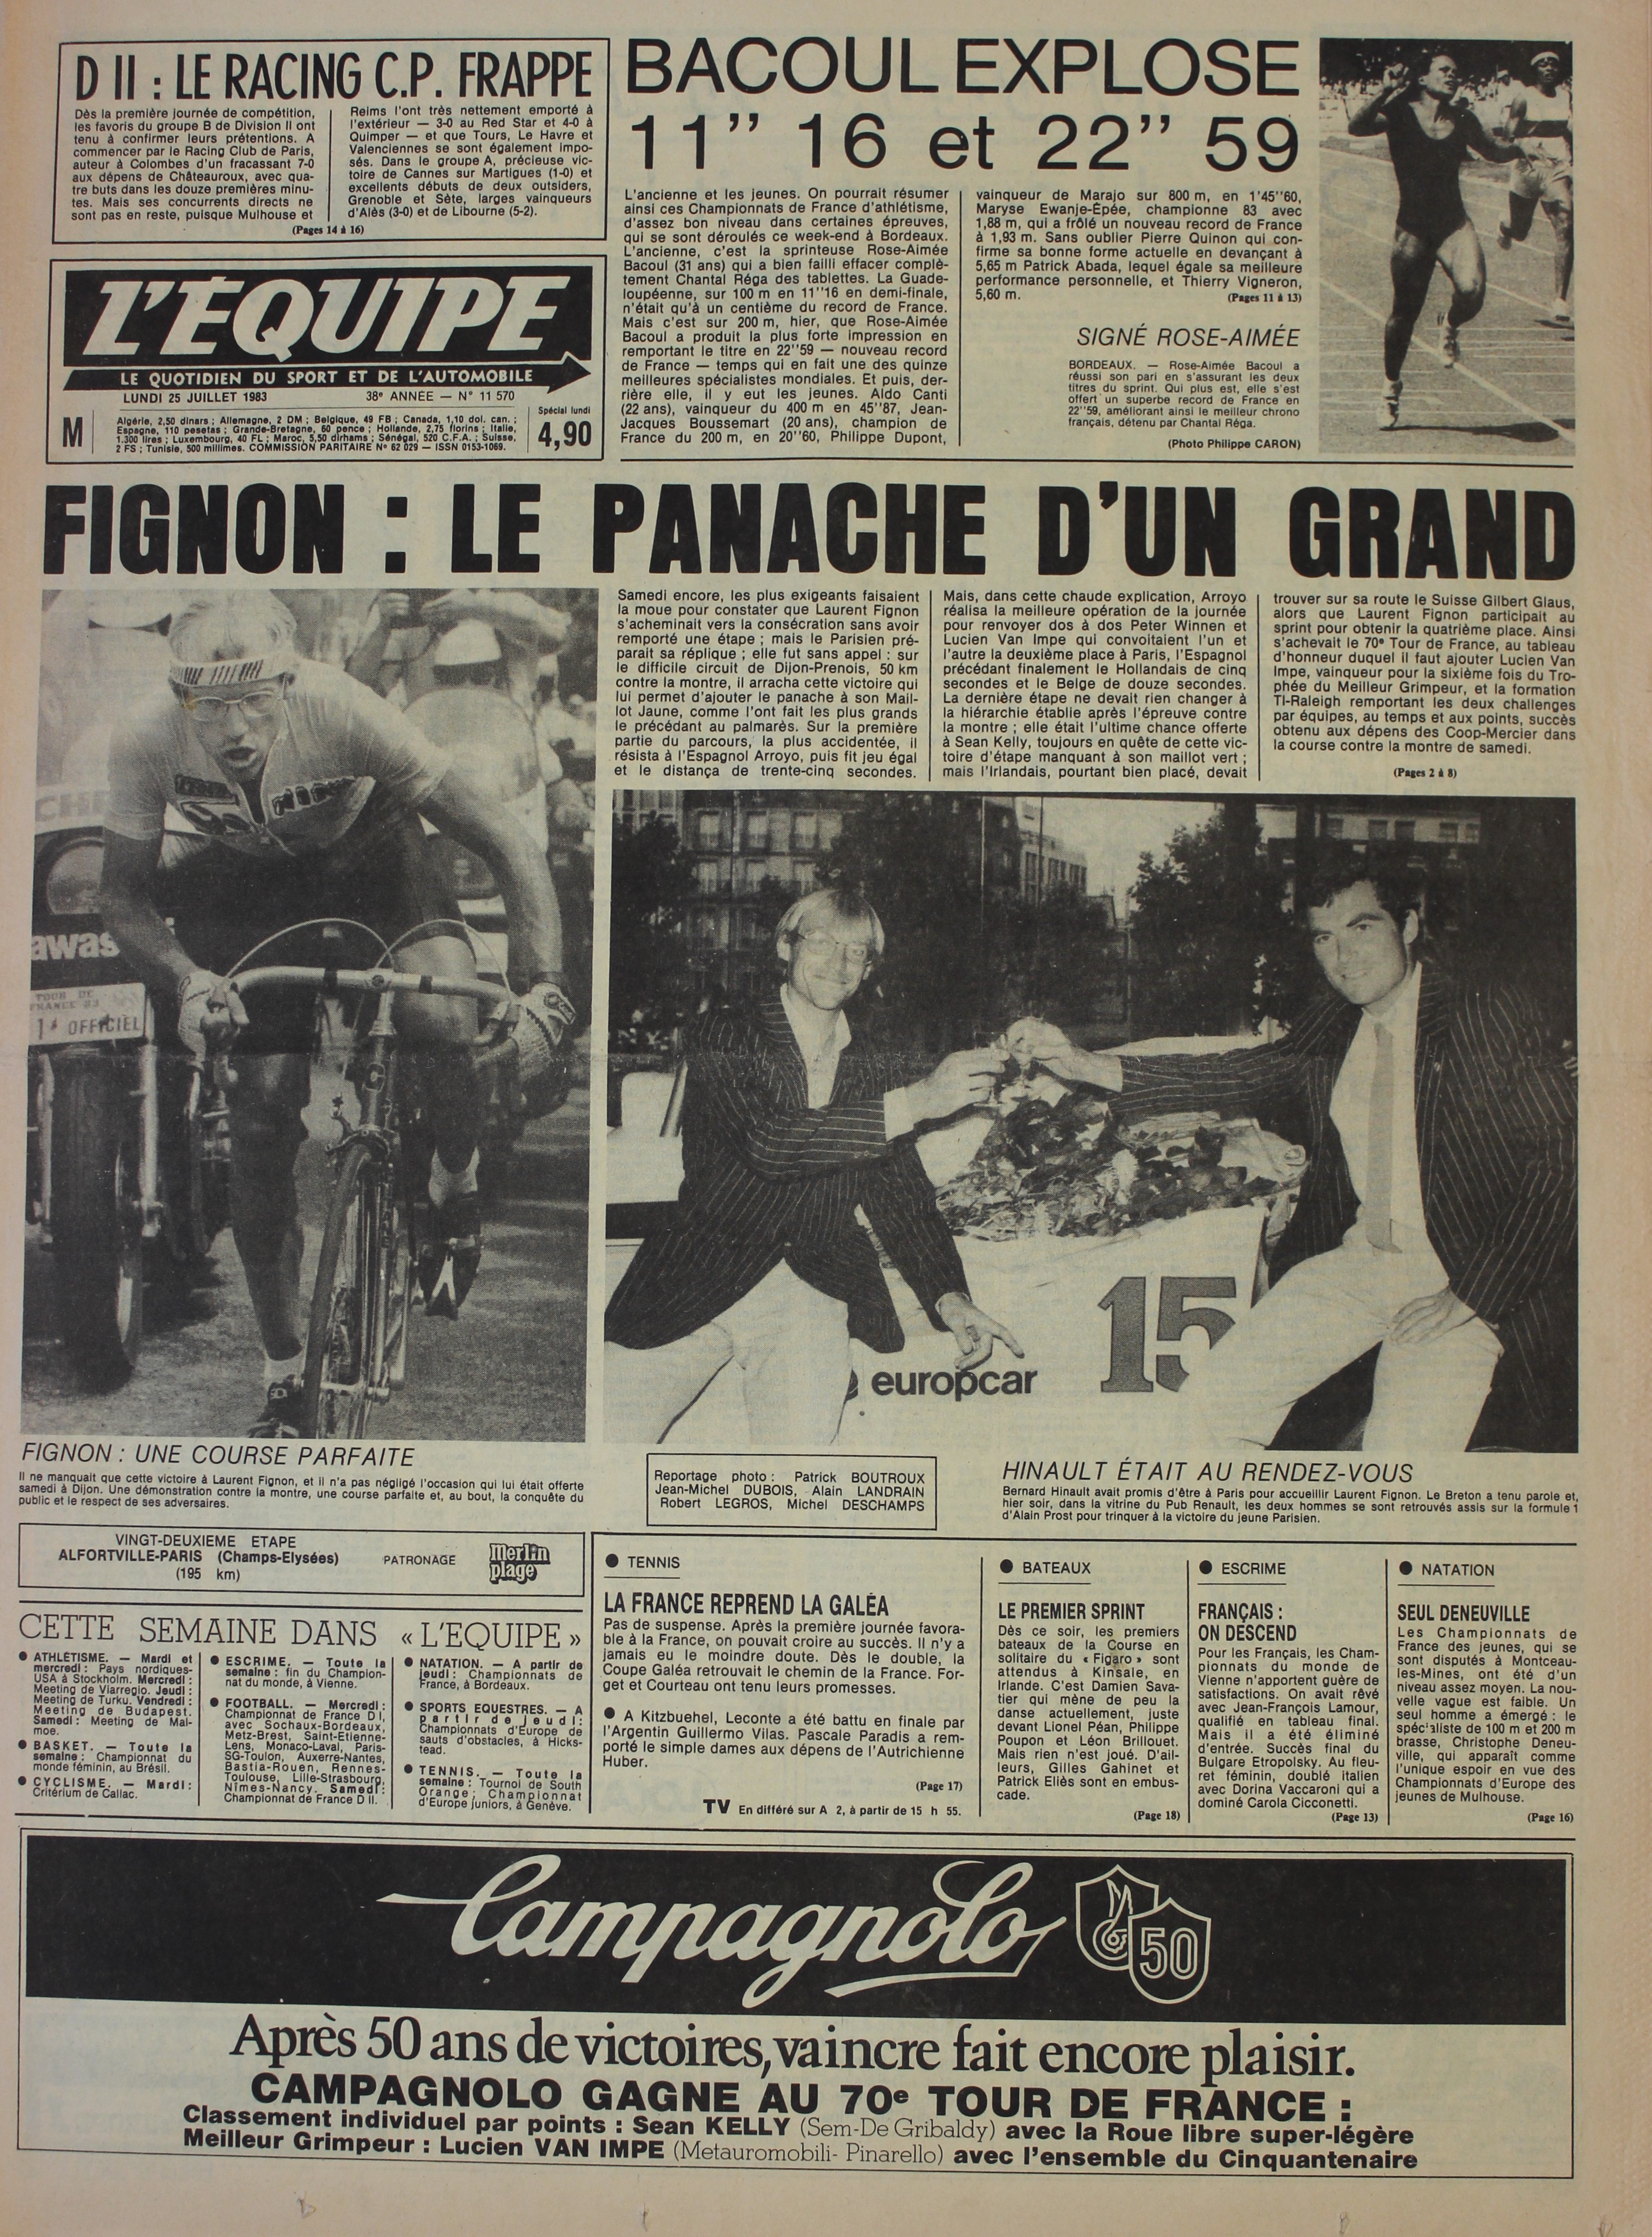 D II : LE RACING C.P. FRAPPE
Dès la première journée de compétition,
les favoris du groupe B de Division II ont
tenu à confirmer leurs prétentions. A
commencer par le Racing Club de Paris,
auteur à Colombes d'un fracassant 7-0
aux dépens de Châteauroux, avec qua-
tre buts dans les douze premières minu-
tes. Mais ses concurrents directs ne
sont pas en reste, puisque Mulhouse et
Reims l'ont très nettement emporté à
l'extérieur — 3-0 au Red Star et 4-0 à
Quimper — et que Tours, Le Havre et
Valenciennes se sont également impo-
sés. Dans le groupe A, précieuse vic-
toire de Cannes sur Martigues (1-0) et
excellents débuts de deux outsiders,
Grenoble et Sète, larges vainqueurs
d'Alès (3-0) et de Libourne (5-2).
(Pages 14 à 16)
L'ÉQUIPE
LE QUOTIDIEN DU SPORT ET DE L'AUTOMOBILE
LUNDI 25 JUILLET 1983
38e ANNÉE — N° 11 570
M
Algérie, 2,50 dinars ; Allemagne, 2 DM ; Belgique, 49 FB ; Canada, 1,10 dol. can. ;
Espagne, 110 pesetas ; Grande-Bretagne, 60 pence ; Hollande, 2,75 florins ; Italie,
1.300 lires ; Luxembourg, 40 FL ; Maroc, 5,50 dirhams ; Sénégal, 520 C.F.A. ; Suisse,
2 FS ; Tunisie, 500 millimes. COMMISSION PARITAIRE N° 62 029 — ISSN 0153-1069.
Spécial lundi
4,90
BACOUL EXPLOSE
11'' 16 et 22'' 59
L'ancienne et les jeunes. On pourrait résumer
ainsi ces Championnats de France d'athlétisme,
d'assez bon niveau dans certaines épreuves,
qui se sont déroulés ce week-end à Bordeaux.
L'ancienne, c'est la sprinteuse Rose-Aimée
Bacoul (31 ans) qui a bien failli effacer complè-
tement Chantal Réga des tablettes. La Guade-
loupéenne, sur 100 m en 11''16 en demi-finale,
n'était qu'à un centième du record de France.
Mais c'est sur 200 m, hier, que Rose-Aimée
Bacoul a produit la plus forte impression en
remportant le titre en 22''59 — nouveau record
de France — temps qui en fait une des quinze
meilleures spécialistes mondiales. Et puis, der-
rière elle, il y eut les jeunes. Aldo Canti
(22 ans), vainqueur du 400 m en 45''87, Jean-
Jacques Boussemart (20 ans), champion de
France du 200 m, en 20''60, Philippe Dupont,
vainqueur de Marajo sur 800 m, en 1'45''60,
Maryse Ewanje-Épée, championne 83 avec
1,88 m, qui a frôlé un nouveau record de France
à 1,93 m. Sans oublier Pierre Quinon qui con-
firme sa bonne forme actuelle en devançant à
5,65 m Patrick Abada, lequel égale sa meilleure
performance personnelle, et Thierry Vigneron,
5,60 m.
(Pages 11 à 13)
SIGNÉ ROSE-AIMÉE
BORDEAUX. — Rose-Aimée Bacoul a
réussi son pari en s'assurant les deux
titres du sprint. Qui plus est, elle s'est
offert un superbe record de France en
22''59, améliorant ainsi le meilleur chrono
français, détenu par Chantal Réga.
(Photo Philippe CARON)
FIGNON : LE PANACHE D'UN GRAND
Samedi encore, les plus exigeants faisaient
la moue pour constater que Laurent Fignon
s'acheminait vers la consécration sans avoir
remporté une étape ; mais le Parisien pré-
parait sa réplique ; elle fut sans appel : sur
le difficile circuit de Dijon-Prenois, 50 km
contre la montre, il arracha cette victoire qui
lui permet d'ajouter le panache à son Mail-
lot Jaune, comme l'ont fait les plus grands
le précédant au palmarès. Sur la première
partie du parcours, la plus accidentée, il
résista à l'Espagnol Arroyo, puis fit jeu égal
et le distança de trente-cinq secondes.
Mais, dans cette chaude explication, Arroyo
réalisa la meilleure opération de la journée
pour renvoyer dos à dos Peter Winnen et
Lucien Van Impe qui convoitaient l'un et
l'autre la deuxième place à Paris, l'Espagnol
précédant finalement le Hollandais de cinq
secondes et le Belge de douze secondes.
La dernière étape ne devait rien changer à
la hiérarchie établie après l'épreuve contre
la montre ; elle était l'ultime chance offerte
à Sean Kelly, toujours en quête de cette vic-
toire d'étape manquant à son maillot vert ;
mais l'Irlandais, pourtant bien placé, devait
trouver sur sa route le Suisse Gilbert Glaus,
alors que Laurent Fignon participait au
sprint pour obtenir la quatrième place. Ainsi
s'achevait le 70e Tour de France, au tableau
d'honneur duquel il faut ajouter Lucien Van
Impe, vainqueur pour la sixième fois du Tro-
phée du Meilleur Grimpeur, et la formation
TI-Raleigh remportant les deux challenges
par équipes, au temps et aux points, succès
obtenu aux dépens des Coop-Mercier dans
la course contre la montre de samedi.
(Pages 2 à 8)
awas
TOUR DE
FRANCE 83
1* OFFICIEL
europcar
15
FIGNON : UNE COURSE PARFAITE
Il ne manquait que cette victoire à Laurent Fignon, et il n'a pas négligé l'occasion qui lui était offerte
samedi à Dijon. Une démonstration contre la montre, une course parfaite et, au bout, la conquête du
public et le respect de ses adversaires.
Reportage photo : Patrick BOUTROUX
Jean-Michel DUBOIS, Alain LANDRAIN
Robert LEGROS, Michel DESCHAMPS
HINAULT ÉTAIT AU RENDEZ-VOUS
Bernard Hinault avait promis d'être à Paris pour accueillir Laurent Fignon. Le Breton a tenu parole et,
hier soir, dans la vitrine du Pub Renault, les deux hommes se sont retrouvés assis sur la formule 1
d'Alain Prost pour trinquer à la victoire du jeune Parisien.
VINGT-DEUXIEME ETAPE
ALFORTVILLE-PARIS (Champs-Elysées)
(195 km)
PATRONAGE
merlin
plage
CETTE SEMAINE DANS « L'EQUIPE »
● ATHLÉTISME. — Mardi et
mercredi : Pays nordiques-
USA à Stockholm. Mercredi :
Meeting de Viarreglo. Jeudi :
Meeting de Turku. Vendredi :
Meeting de Budapest.
Samedi : Meeting de Mal-
moe.
● BASKET. — Toute la
semaine : Championnat du
monde féminin, au Brésil.
● CYCLISME. — Mardi :
Critérium de Callac.
● ESCRIME. — Toute la
semaine : fin du Champion-
nat du monde, à Vienne.
● FOOTBALL. — Mercredi :
Championnat de France D I,
avec Sochaux-Bordeaux,
Metz-Brest, Saint-Etienne-
Lens, Monaco-Laval, Paris-
SG-Toulon, Auxerre-Nantes,
Bastia-Rouen, Rennes-
Toulouse, Lille-Strasbourg,
Nîmes-Nancy. Samedi :
Championnat de France D II.
● NATATION. — A partir de
jeudi : Championnats de
France, à Bordeaux.
● SPORTS EQUESTRES. — A
partir de jeudi :
Championnats d'Europe de
sauts d'obstacles, à Hicks-
tead.
● TENNIS. — Toute la
semaine : Tournoi de South
Orange ; Championnat
d'Europe juniors, à Genève.
● TENNIS
LA FRANCE REPREND LA GALÉA
Pas de suspense. Après la première journée favora-
ble à la France, on pouvait croire au succès. Il n'y a
jamais eu le moindre doute. Dès le double, la
Coupe Galéa retrouvait le chemin de la France. For-
get et Courteau ont tenu leurs promesses.
● A Kitzbuehel, Leconte a été battu en finale par
l'Argentin Guillermo Vilas. Pascale Paradis a rem-
porté le simple dames aux dépens de l'Autrichienne
Huber.
(Page 17)
TV En différé sur A 2, à partir de 15 h 55.
● BATEAUX
LE PREMIER SPRINT
Dès ce soir, les premiers
bateaux de la Course en
solitaire du « Figaro » sont
attendus à Kinsale, en
Irlande. C'est Damien Sava-
tier qui mène de peu la
danse actuellement, juste
devant Lionel Péan, Philippe
Poupon et Léon Brillouet.
Mais rien n'est joué. D'ail-
leurs, Gilles Gahinet et
Patrick Eliès sont en embus-
cade.
(Page 18)
● ESCRIME
FRANÇAIS :
ON DESCEND
Pour les Français, les Cham-
pionnats du monde de
Vienne n'apportent guère de
satisfactions. On avait rêvé
avec Jean-François Lamour,
qualifié en tableau final.
Mais il a été éliminé
d'entrée. Succès final du
Bulgare Etropolsky. Au fleu-
ret féminin, doublé italien
avec Dorina Vaccaroni qui a
dominé Carola Cicconetti.
(Page 13)
● NATATION
SEUL DENEUVILLE
Les Championnats de
France des jeunes, qui se
sont disputés à Montceau-
les-Mines, ont été d'un
niveau assez moyen. La nou-
velle vague est faible. Un
seul homme a émergé : le
spécialiste de 100 m et 200 m
brasse, Christophe Deneu-
ville, qui apparaît comme
l'unique espoir en vue des
Championnats d'Europe des
jeunes de Mulhouse.
(Page 16)
Campagnolo
50
Après 50 ans de victoires, vaincre fait encore plaisir.
CAMPAGNOLO GAGNE AU 70e TOUR DE FRANCE :
Classement individuel par points : Sean KELLY (Sem-De Gribaldy) avec la Roue libre super-légère
Meilleur Grimpeur : Lucien VAN IMPE (Metauromobili- Pinarello) avec l'ensemble du Cinquantenaire